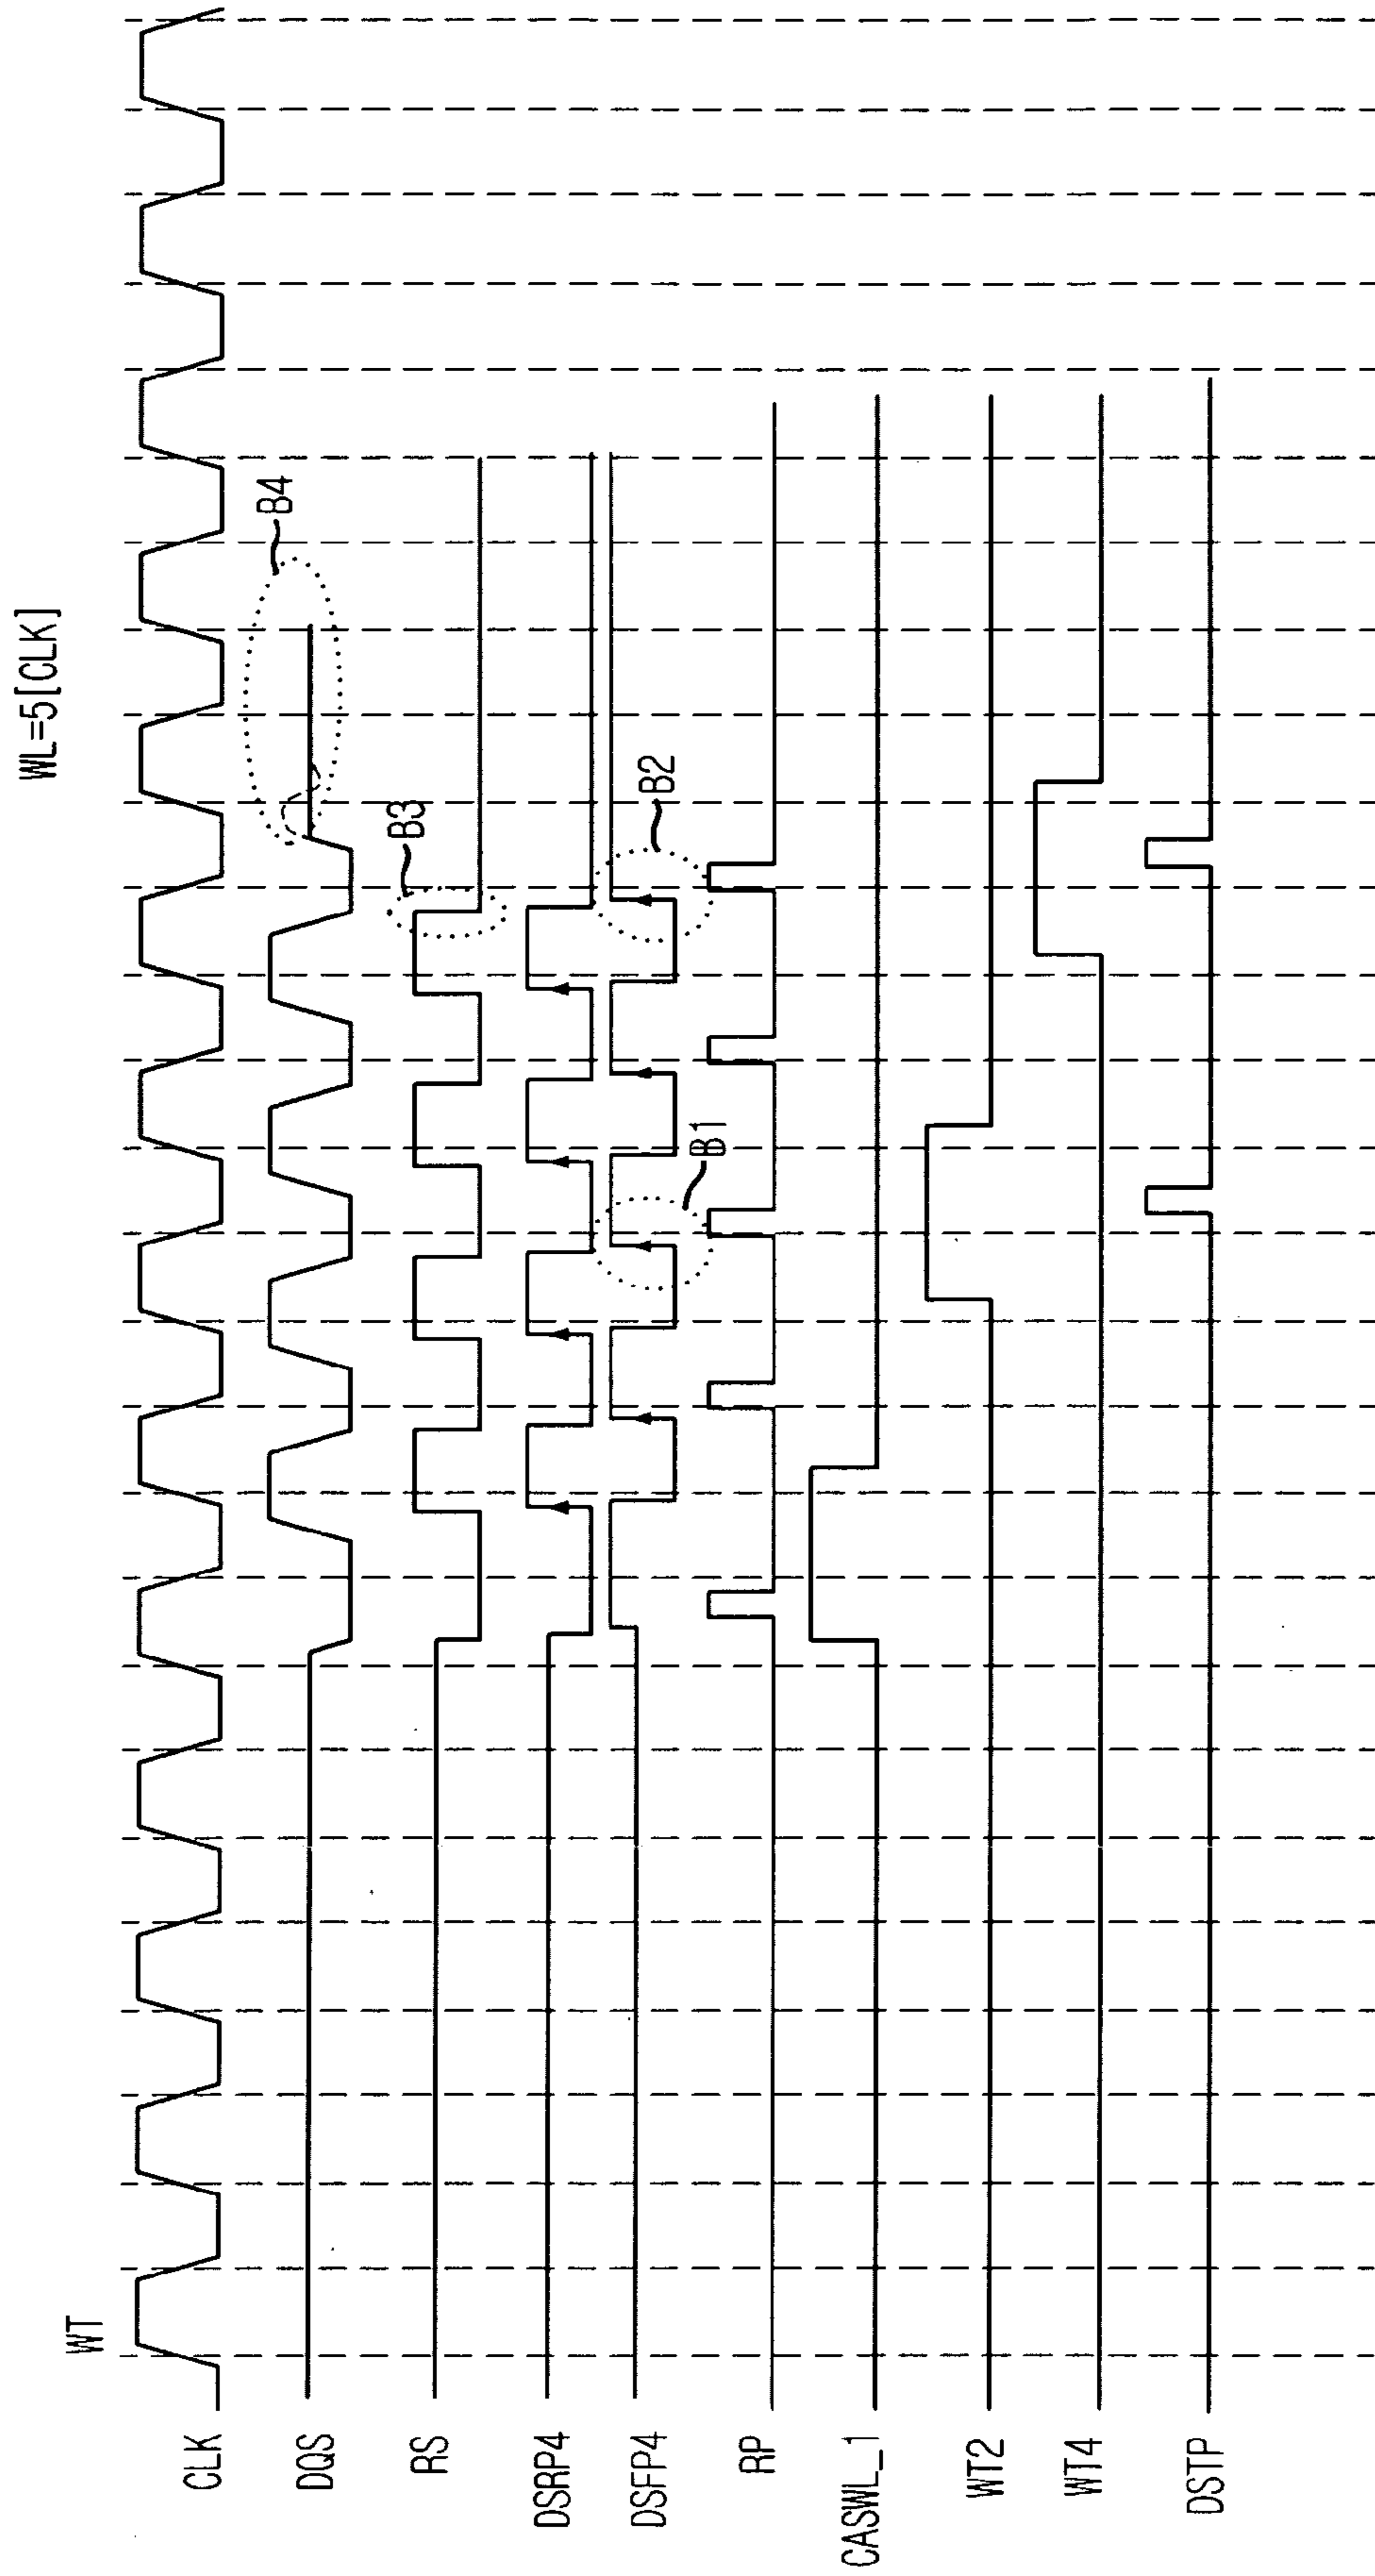 WL=5[CLK]
WT
CLK
DQS
B4
RS
B3
DSRP4
DSFP4
B1
B2
RP
CASWL_1
WT2
WT4
DSTP